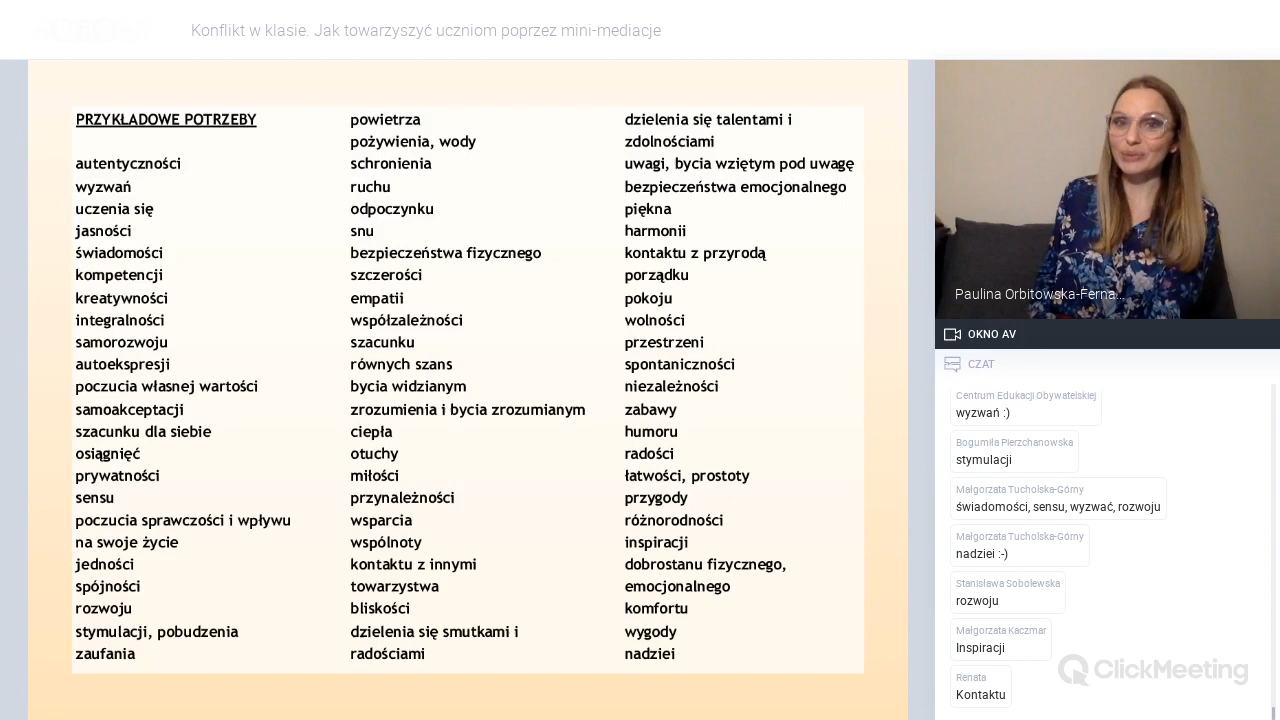 Konflikt w klasie. Jak towarzyszyć uczniom poprzez mini-mediacje
PRZYKŁADOWE POTRZEBY
autentyczności
wyzwań
uczenia się
jasności
świadomości
kompetencji
kreatywności
integralności
samorozwoju
autoekspresji
poczucia własnej wartości
samoakceptacji
szacunku dla siebie
osiągnięć
prywatności
sensu
poczucia sprawczości i wpływu
na swoje życie
jedności
spójności
rozwoju
stymulacji, pobudzenia
zaufania
powietrza
pożywienia, wody
schronienia
ruchu
odpoczynku
snu
bezpieczeństwa fizycznego
szczerości
empatii
współzależności
szacunku
równych szans
bycia widzianym
zrozumienia i bycia zrozumianym
ciepła
otuchy
miłości
przynależności
wsparcia
wspólnoty
kontaktu z innymi
towarzystwa
bliskości
dzielenia się smutkami i
radościami
dzielenia się talentami i
zdolnościami
uwagi, bycia wziętym pod uwagę
bezpieczeństwa emocjonalnego
piękna
harmonii
kontaktu z przyrodą
porządku
pokoju
wolności
przestrzeni
spontaniczności
niezależności
zabawy
humoru
radości
łatwości, prostoty
przygody
różnorodności
inspiracji
dobrostanu fizycznego,
emocjonalnego
komfortu
wygody
nadziei
Paulina Orbitowska-Ferna...
OKNO AV
CZAT
Centrum Edukacji Obywatelskiej
wyzwań :)
Bogumiła Pierzchanowska
stymulacji
Małgorzata Tucholska-Górny
świadomości, sensu, wyzwać, rozwoju
Małgorzata Tucholska-Górny
nadziei :-)
Stanisława Sobolewska
rozwoju
Małgorzata Kaczmar
Inspiracji
Renata
Kontaktu
ClickMeeting